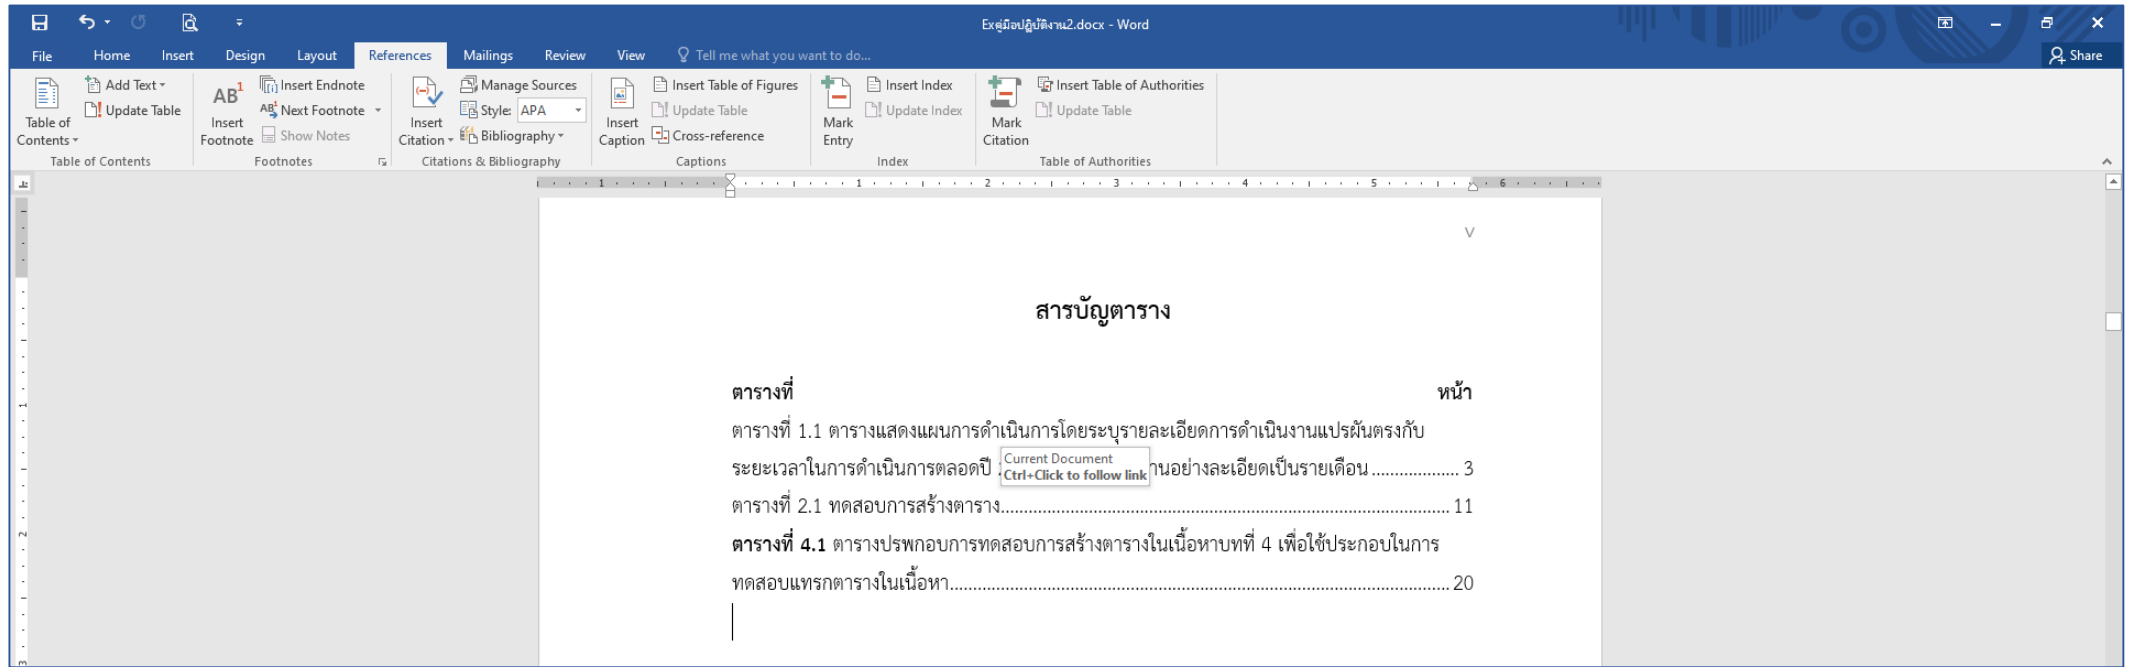 Exคู่มือปฏิบัติงาน2.docx - Word
File Home Insert Design Layout References Mailings Review View Tell me what you want to do... Share
Table of Contents
Add Text
Update Table
Table of Contents
AB1
Insert Footnote
Insert Endnote
AB1 Next Footnote
Show Notes
Footnotes
Insert Citation
Manage Sources
Style: APA
Bibliography
Citations & Bibliography
Insert Caption
Insert Table of Figures
Update Table
Cross-reference
Captions
Mark Entry
Insert Index
Update Index
Index
Mark Citation
Insert Table of Authorities
Update Table
Table of Authorities
1 1 2 3 4 5 6
V
สารบัญตาราง
ตารางที่ หน้า
ตารางที่ 1.1 ตารางแสดงแผนการดำเนินการโดยระบุรายละเอียดการดำเนินงานแปรผันตรงกับ
ระยะเวลาในการดำเนินการตลอดปี านอย่างละเอียดเป็นรายเดือน .................. 3
Current Document
Ctrl+Click to follow link
ตารางที่ 2.1 ทดสอบการสร้างตาราง................................................................................................ 11
ตารางที่ 4.1 ตารางปรพกอบการทดสอบการสร้างตารางในเนื้อหาบทที่ 4 เพื่อใช้ประกอบในการ
ทดสอบแทรกตารางในเนื้อหา........................................................................................................... 20